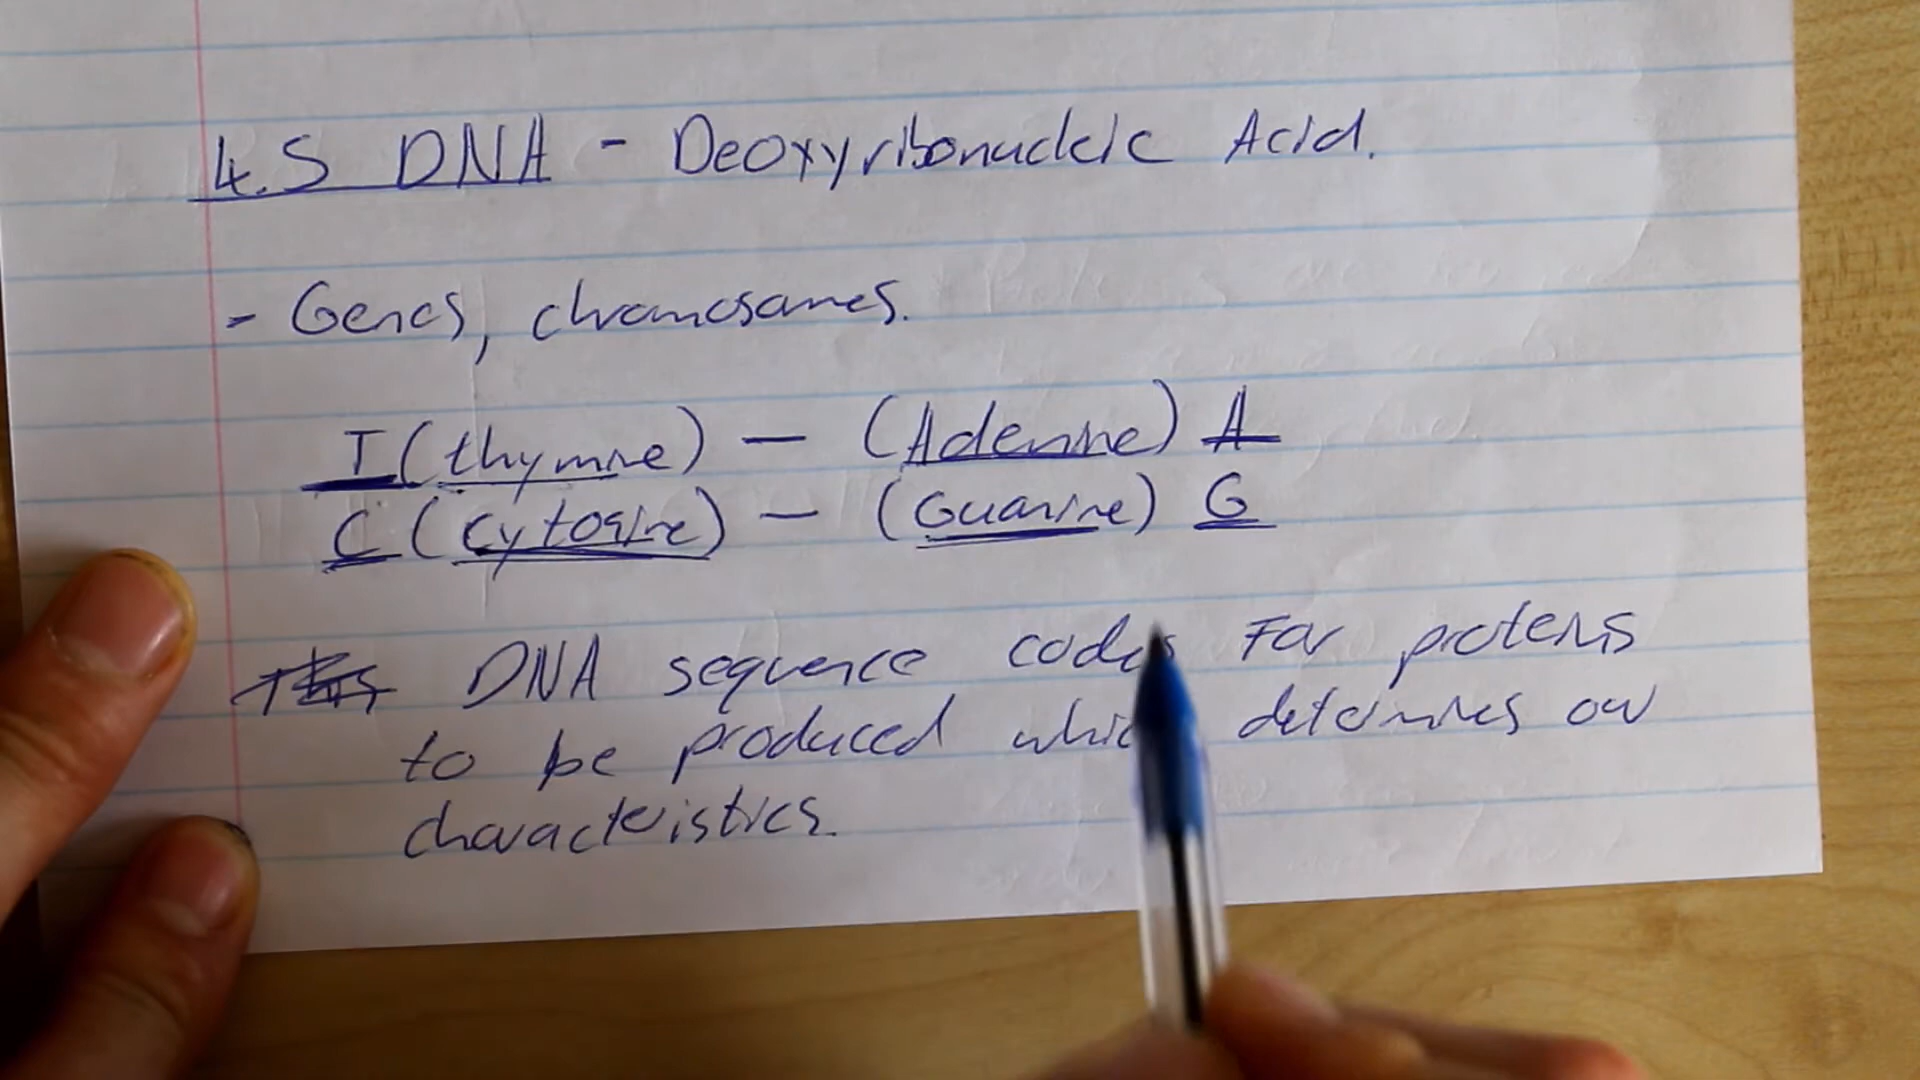 4.5 DNA - Deoxyribonucleic Acid.
- Genes, chromosomes.
T (thymine) - (Adenine) A
C (Cytosine) - (Guanine) G
DNA sequence codes For proteins
to be produced which determines our
characteristics.